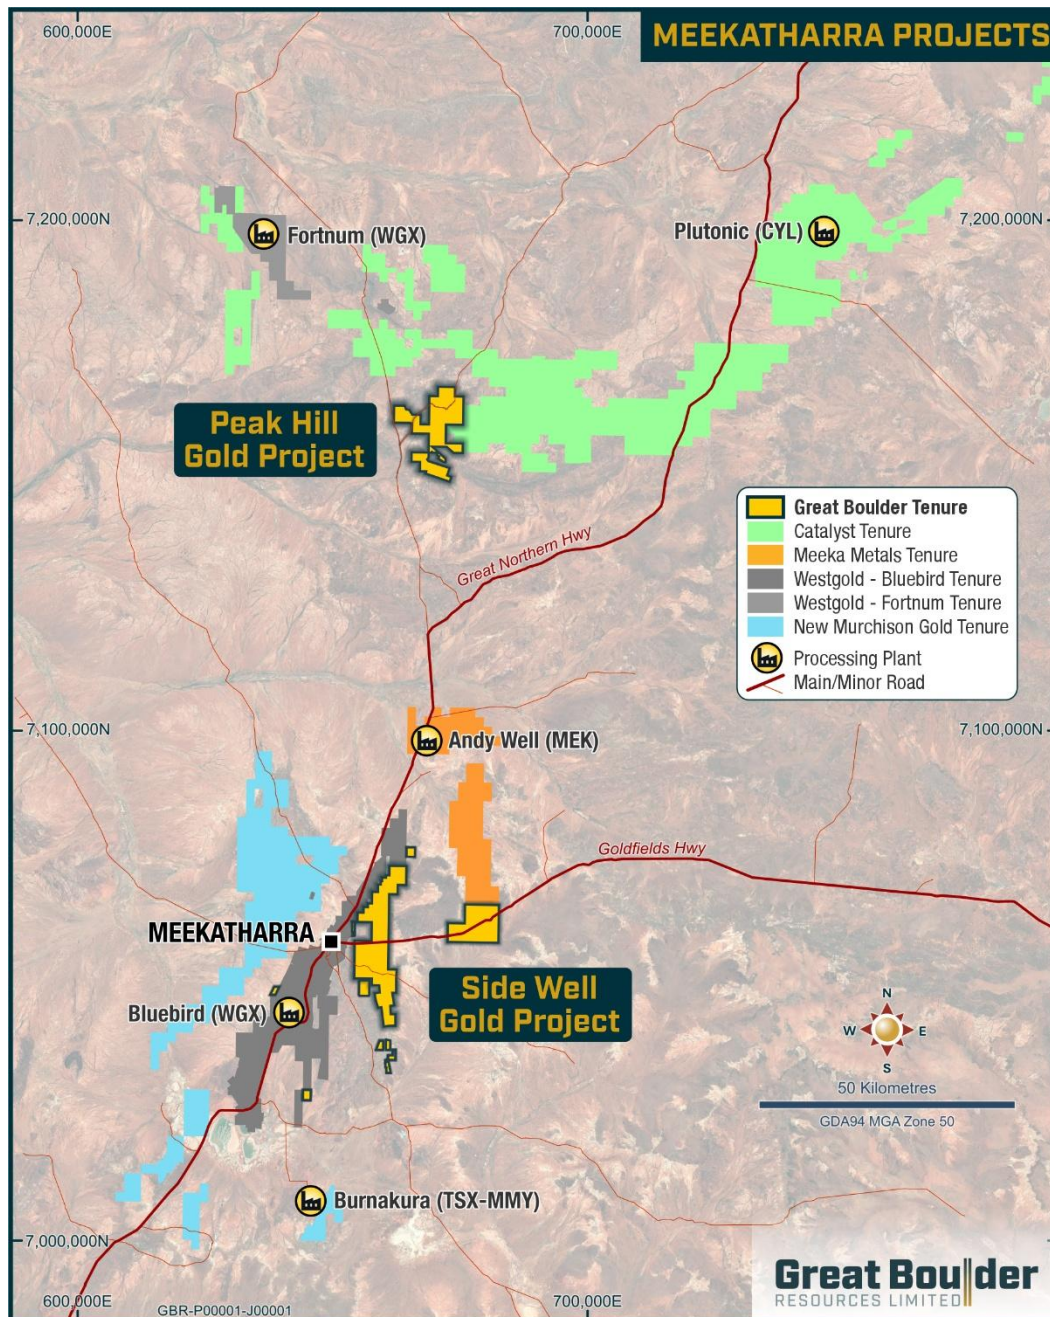 600,000E
700,000E
MEEKATHARRA PROJECTS
7,200,000N
Fortnum (WGX)
Plutonic (CYL)
7,200,000N
Peak Hill
Gold Project
Great Northern Hwy
Great Boulder Tenure
Catalyst Tenure
Meeka Metals Tenure
Westgold - Bluebird Tenure
Westgold - Fortnum Tenure
New Murchison Gold Tenure
Processing Plant
Main/Minor Road
7,100,000N
Andy Well (MEK)
7,100,000N
Goldfields Hwy
MEEKATHARRA
Side Well
Gold Project
Bluebird (WGX)
N
W E
S
50 Kilometres
GDA94 MGA Zone 50
Burnakura (TSX-MMY)
7,000,000N
Great Boulder
RESOURCES LIMITED
600,000E
GBR-P00001-J00001
700,000E